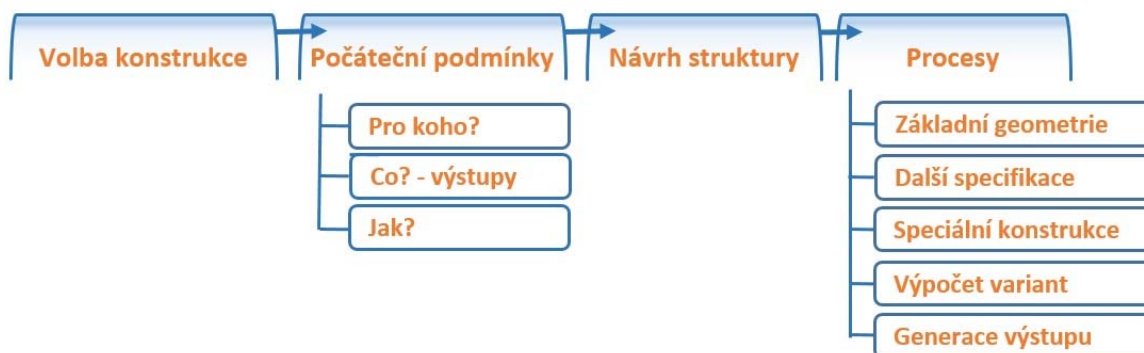 Volba konstrukce
Počáteční podmínky
Návrh struktury
Procesy
Pro koho?
Co? - výstupy
Jak?
Základní geometrie
Další specifikace
Speciální konstrukce
Výpočet variant
Generace výstupu